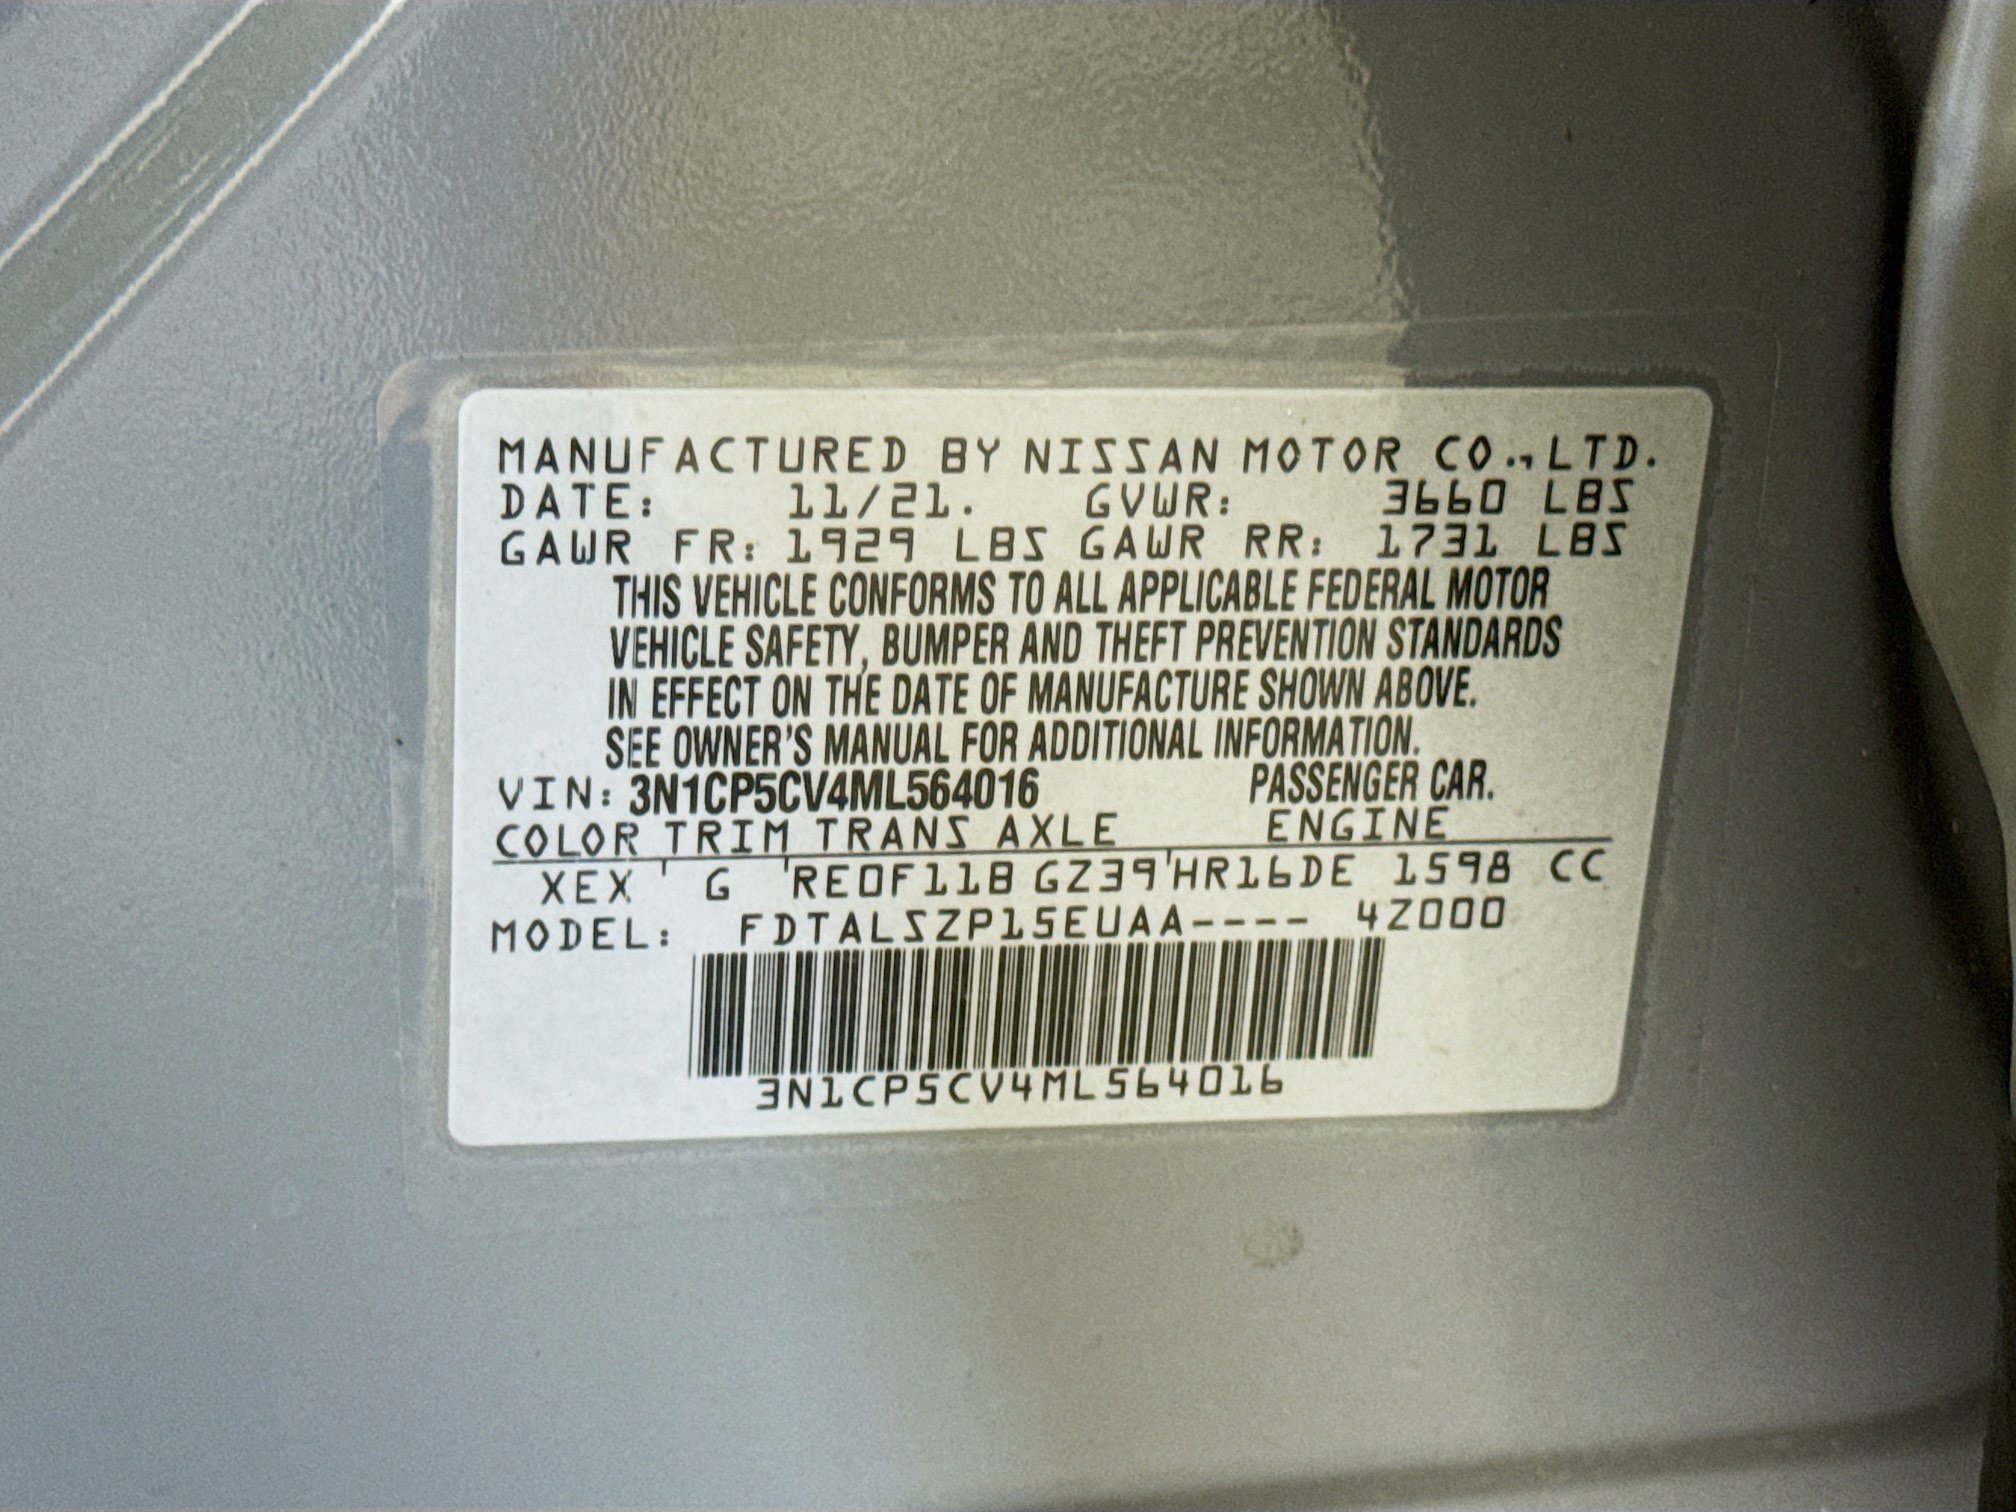 MANUFACTURED BY NISSAN MOTOR CO.,LTD.
DATE: 11/21. GVWR: 3660 LBS
GAWR FR: 1929 LBS GAWR RR: 1731 LBS
THIS VEHICLE CONFORMS TO ALL APPLICABLE FEDERAL MOTOR
VEHICLE SAFETY, BUMPER AND THEFT PREVENTION STANDARDS
IN EFFECT ON THE DATE OF MANUFACTURE SHOWN ABOVE.
SEE OWNER'S MANUAL FOR ADDITIONAL INFORMATION.
VIN: 3N1CP5CV4ML564016 PASSENGER CAR.
COLOR TRIM TRANS AXLE ENGINE
XEX G RE0F11B GZ39 HR16DE 1598 CC
MODEL: FDTALSZP15EUAA---- 4Z000
3N1CP5CV4ML564016